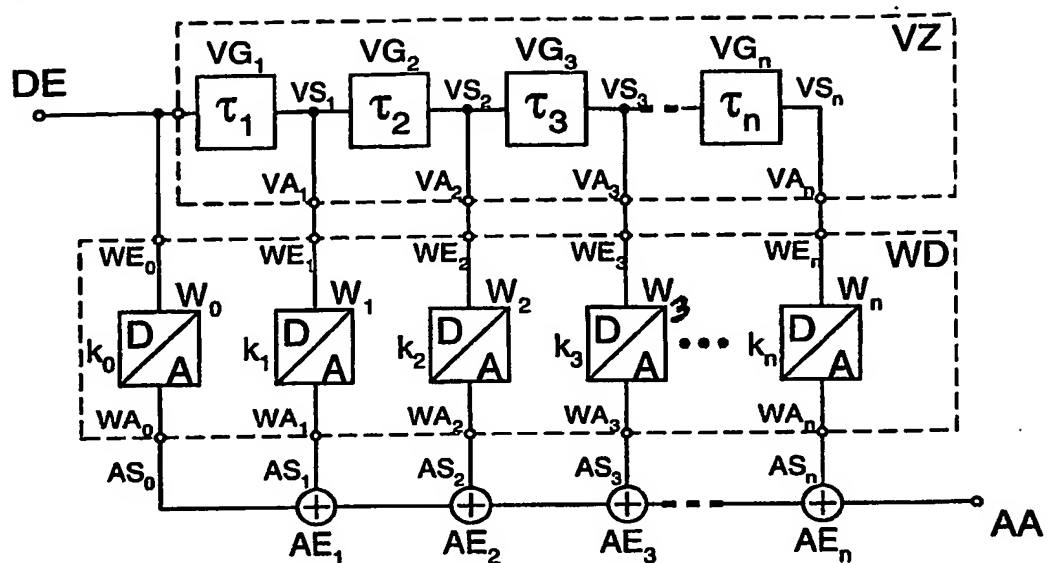 VG₁ VG₂ VG₃ VGₙ VZ
DE
τ₁ VS₁ τ₂ VS₂ τ₃ VS₃ τₙ VSₙ
VA₁ VA₂ VA₃ VAₙ
WE₀ WE₁ WE₂ WE₃ WEₙ WD
W₀ W₁ W₂ W₃ Wₙ
k₀ D A k₁ D A k₂ D A k₃ D A ••• kₙ D A
WA₀ WA₁ WA₂ WA₃ WAₙ
AS₀ AS₁ AS₂ AS₃ ASₙ
+ + + +
AE₁ AE₂ AE₃ AEₙ AA